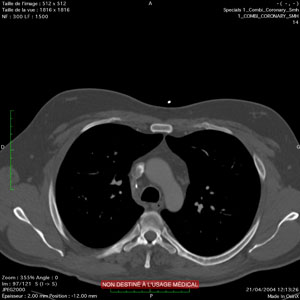 Taille de l'image : 512 x 512
Taille de la vue : 1816 x 1816
NF : 300 LF : 1500
A
- ( - , - )
Specials 1_Combi_Coronary_Smh
1_COMBI_CORONARY_SMH
14
D
G
Zoom : 355% Angle : 0
Im : 97/121 S (I -> S)
JPEG2000
Epaisseur : 2.00 mm Position : -12.00 mm
NON DESTINÉ À L'USAGE MÉDICAL
P
21/04/2004 12:13:26
Made in OsiriX